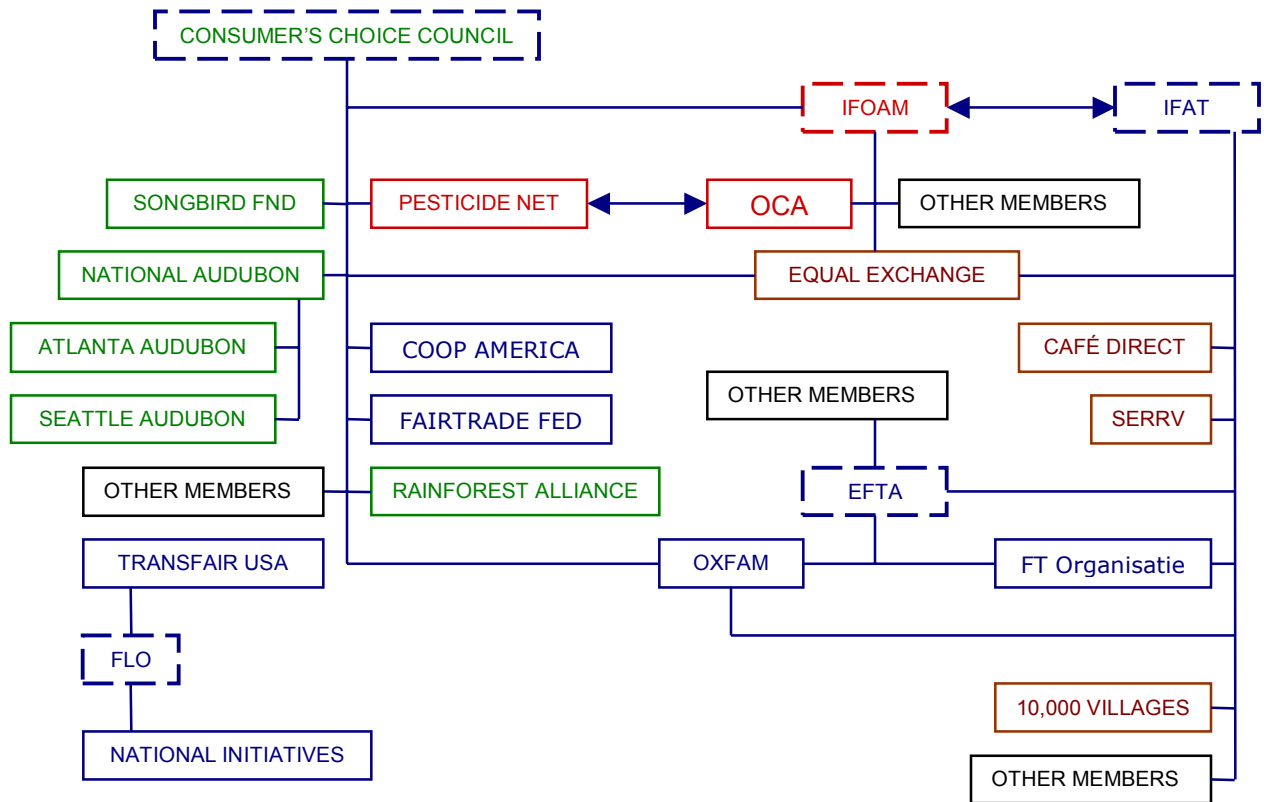 CONSUMER’S CHOICE COUNCIL
IFOAM
IFAT
SONGBIRD FND
PESTICIDE NET
OCA
OTHER MEMBERS
NATIONAL AUDUBON
EQUAL EXCHANGE
ATLANTA AUDUBON
COOP AMERICA
CAFÉ DIRECT
OTHER MEMBERS
SEATTLE AUDUBON
FAIRTRADE FED
SERRV
OTHER MEMBERS
RAINFOREST ALLIANCE
EFTA
TRANSFAIR USA
OXFAM
FT Organisatie
FLO
10,000 VILLAGES
NATIONAL INITIATIVES
OTHER MEMBERS